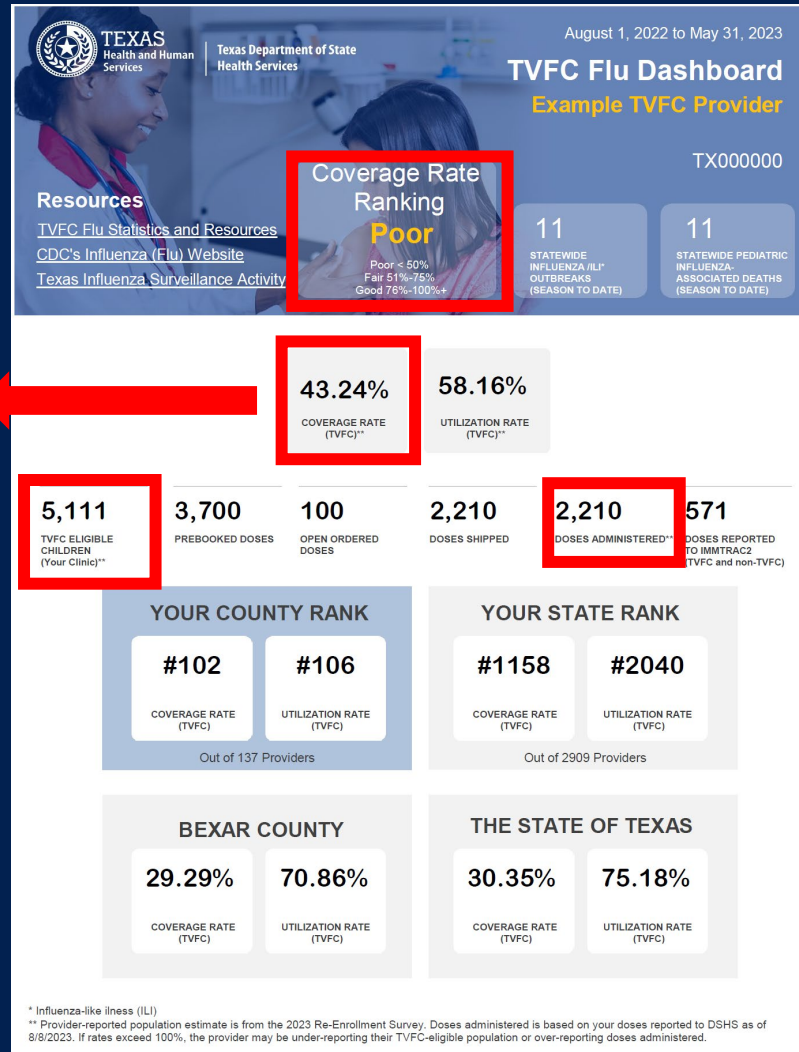 TEXAS
Health and Human
Services
Texas Department of State
Health Services
August 1, 2022 to May 31, 2023
TVFC Flu Dashboard
Example TVFC Provider
TX000000
Resources
TVFC Flu Statistics and Resources
CDC's Influenza (Flu) Website
Texas Influenza Surveillance Activity
Coverage Rate
Ranking
Poor
Poor < 50%
Fair 51%-75%
Good 76%-100%+
11
STATEWIDE
INFLUENZA /ILI*
OUTBREAKS
(SEASON TO DATE)
11
STATEWIDE PEDIATRIC
INFLUENZA-
ASSOCIATED DEATHS
(SEASON TO DATE)
43.24%
COVERAGE RATE
(TVFC)**
58.16%
UTILIZATION RATE
(TVFC)**
5,111
TVFC ELIGIBLE
CHILDREN
(Your Clinic)**
3,700
PREBOOKED DOSES
100
OPEN ORDERED
DOSES
2,210
DOSES SHIPPED
2,210
DOSES ADMINISTERED**
571
DOSES REPORTED
TO IMMTRAC2
(TVFC and non-TVFC)
YOUR COUNTY RANK
#102
COVERAGE RATE
(TVFC)
#106
UTILIZATION RATE
(TVFC)
Out of 137 Providers
YOUR STATE RANK
#1158
COVERAGE RATE
(TVFC)
#2040
UTILIZATION RATE
(TVFC)
Out of 2909 Providers
BEXAR COUNTY
29.29%
COVERAGE RATE
(TVFC)
70.86%
UTILIZATION RATE
(TVFC)
THE STATE OF TEXAS
30.35%
COVERAGE RATE
(TVFC)
75.18%
UTILIZATION RATE
(TVFC)
* Influenza-like ilness (ILI)
** Provider-reported population estimate is from the 2023 Re-Enrollment Survey. Doses administered is based on your doses reported to DSHS as of
8/8/2023. If rates exceed 100%, the provider may be under-reporting their TVFC-eligible population or over-reporting doses administered.